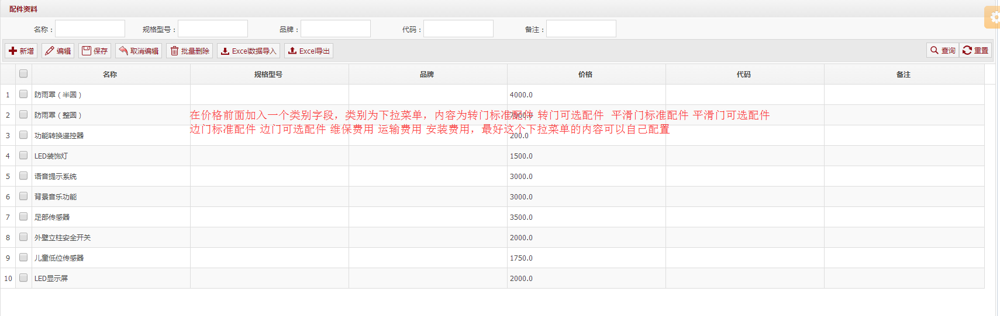 配件资料
名称： 规格型号： 品牌： 代码： 备注：
新增 编辑 保存 取消编辑 批量删除 Excel数据导入 Excel导出 查询 重置
名称 规格型号 品牌 价格 代码 备注
1 防雨罩（半圆） 4000.0
2 防雨罩（整圆） 7000.0
在价格前面加入一个类别字段，类别为下拉菜单，内容为转门标准配件 转门可选配件 平滑门标准配件 平滑门可选配件
边门标准配件 边门可选配件 维保费用 运输费用 安装费用，最好这个下拉菜单的内容可以自己配置
3 功能转换遥控器 200.0
4 LED装饰灯 1500.0
5 语音提示系统 3000.0
6 背景音乐功能 3000.0
7 足部传感器 3500.0
8 外壁立柱安全开关 2000.0
9 儿童低位传感器 1750.0
10 LED显示屏 2000.0